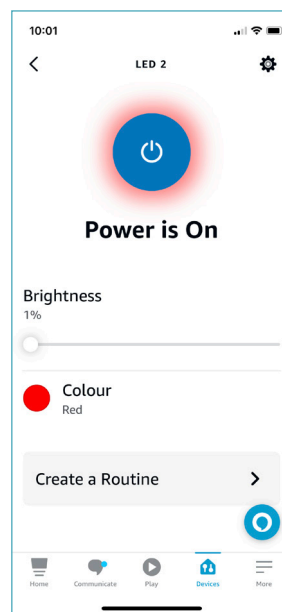 10:01
LED 2
Power is On
Brightness
1%
Colour
Red
Create a Routine
Home Communicate Play Devices More